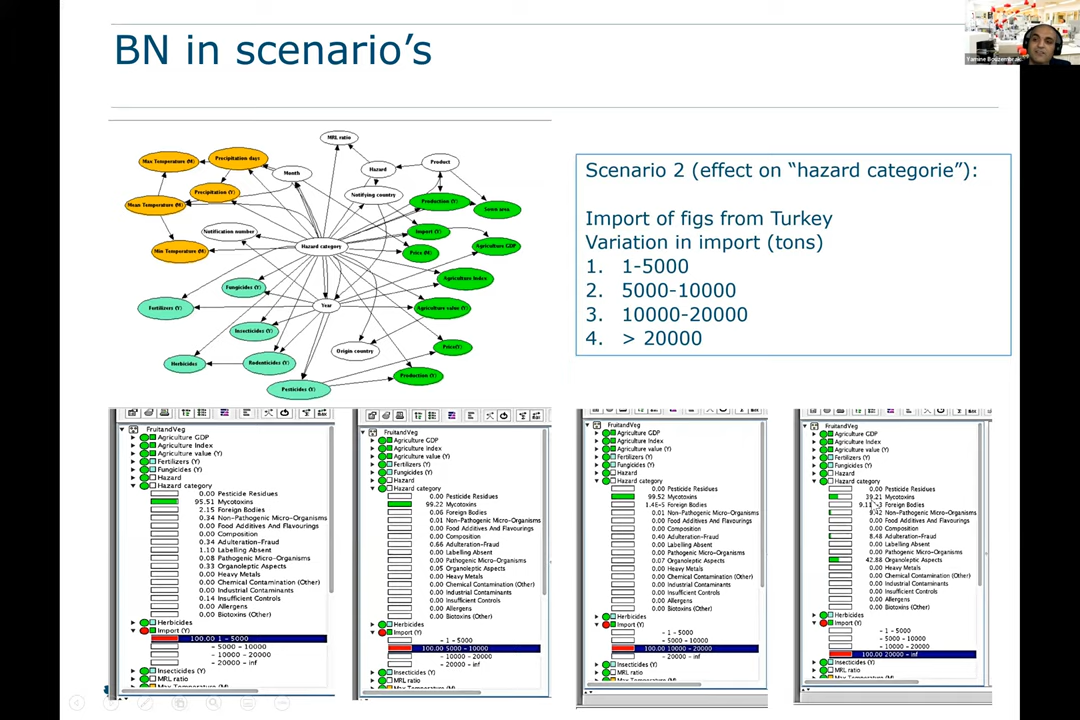 BN in scenario's
Yamine Bouzembrak
MRL ratio
Max Temperature (M)
Precipitation days
Hazard
Product
Month
Precipitation (Y)
Notifying country
Mean Temperature (M)
Production (Y)
Sown area
Notification number
Import (Y)
Min Temperature (M)
Hazard category
Price (M)
Agriculture GDP
Agriculture Index
Fungicides (Y)
Fertilizers (Y)
Year
Agriculture value (Y)
Insecticides (Y)
Origin country
Price(Y)
Herbicides
Rodenticides (Y)
Pesticides (Y)
Production (Y)
Scenario 2 (effect on "hazard categorie"):
Import of figs from Turkey
Variation in import (tons)
1. 1-5000
2. 5000-10000
3. 10000-20000
4. > 20000
FruitandVeg
Agriculture GDP
Agriculture Index
Agriculture value (Y)
Fertilizers (Y)
Fungicides (Y)
Hazard
Hazard category
0.00 Pesticide Residues
95.51 Mycotoxins
2.15 Foreign Bodies
0.34 Non-Pathogenic Micro-Organisms
0.00 Food Additives And Flavourings
0.00 Composition
0.34 Adulteration-Fraud
1.10 Labelling Absent
0.08 Pathogenic Micro-Organisms
0.33 Organoleptic Aspects
0.00 Heavy Metals
0.00 Chemical Contamination (Other)
0.00 Industrial Contaminants
0.14 Insufficient Controls
0.00 Allergens
0.00 Biotoxins (Other)
Herbicides
Import (Y)
100.00 1 - 5000
- 5000 - 10000
- 10000 - 20000
- 20000 - inf
Insecticides (Y)
MRL ratio
Max Temperature (M)
FruitandVeg
Agriculture GDP
Agriculture Index
Agriculture value (Y)
Fertilizers (Y)
Fungicides (Y)
Hazard
Hazard category
0.00 Pesticide Residues
99.22 Mycotoxins
0.06 Foreign Bodies
0.01 Non-Pathogenic Micro-Organisms
0.00 Food Additives And Flavourings
0.00 Composition
0.66 Adulteration-Fraud
0.00 Labelling Absent
0.00 Pathogenic Micro-Organisms
0.05 Organoleptic Aspects
0.00 Heavy Metals
0.00 Chemical Contamination (Other)
0.00 Industrial Contaminants
0.00 Insufficient Controls
0.00 Allergens
0.00 Biotoxins (Other)
Herbicides
Import (Y)
- 1 - 5000
100.00 5000 - 10000
- 10000 - 20000
- 20000 - inf
Insecticides (Y)
MRL ratio
Max Temperature (M)
FruitandVeg
Agriculture GDP
Agriculture Index
Agriculture value (Y)
Fertilizers (Y)
Fungicides (Y)
Hazard
Hazard category
0.00 Pesticide Residues
99.52 Mycotoxins
1.4E-5 Foreign Bodies
0.01 Non-Pathogenic Micro-Organisms
0.00 Food Additives And Flavourings
0.00 Composition
0.40 Adulteration-Fraud
0.00 Labelling Absent
0.00 Pathogenic Micro-Organisms
0.07 Organoleptic Aspects
0.00 Heavy Metals
0.00 Chemical Contamination (Other)
0.00 Industrial Contaminants
0.00 Insufficient Controls
0.00 Allergens
0.00 Biotoxins (Other)
Herbicides
Import (Y)
- 1 - 5000
- 5000 - 10000
100.00 10000 - 20000
- 20000 - inf
Insecticides (Y)
MRL ratio
Max Temperature (M)
FruitandVeg
Agriculture GDP
Agriculture Index
Agriculture value (Y)
Fertilizers (Y)
Fungicides (Y)
Hazard
Hazard category
0.00 Pesticide Residues
39.21 Mycotoxins
Foreign Bodies
9.42 Non-Pathogenic Micro-Organisms
0.00 Food Additives And Flavourings
0.00 Composition
8.48 Adulteration-Fraud
0.00 Labelling Absent
0.00 Pathogenic Micro-Organisms
42.88 Organoleptic Aspects
0.00 Heavy Metals
0.00 Chemical Contamination (Other)
0.00 Industrial Contaminants
0.00 Insufficient Controls
0.00 Allergens
0.00 Biotoxins (Other)
Herbicides
Import (Y)
- 1 - 5000
- 5000 - 10000
- 10000 - 20000
100.00 20000 - inf
Insecticides (Y)
MRL ratio
Max Temperature (M)